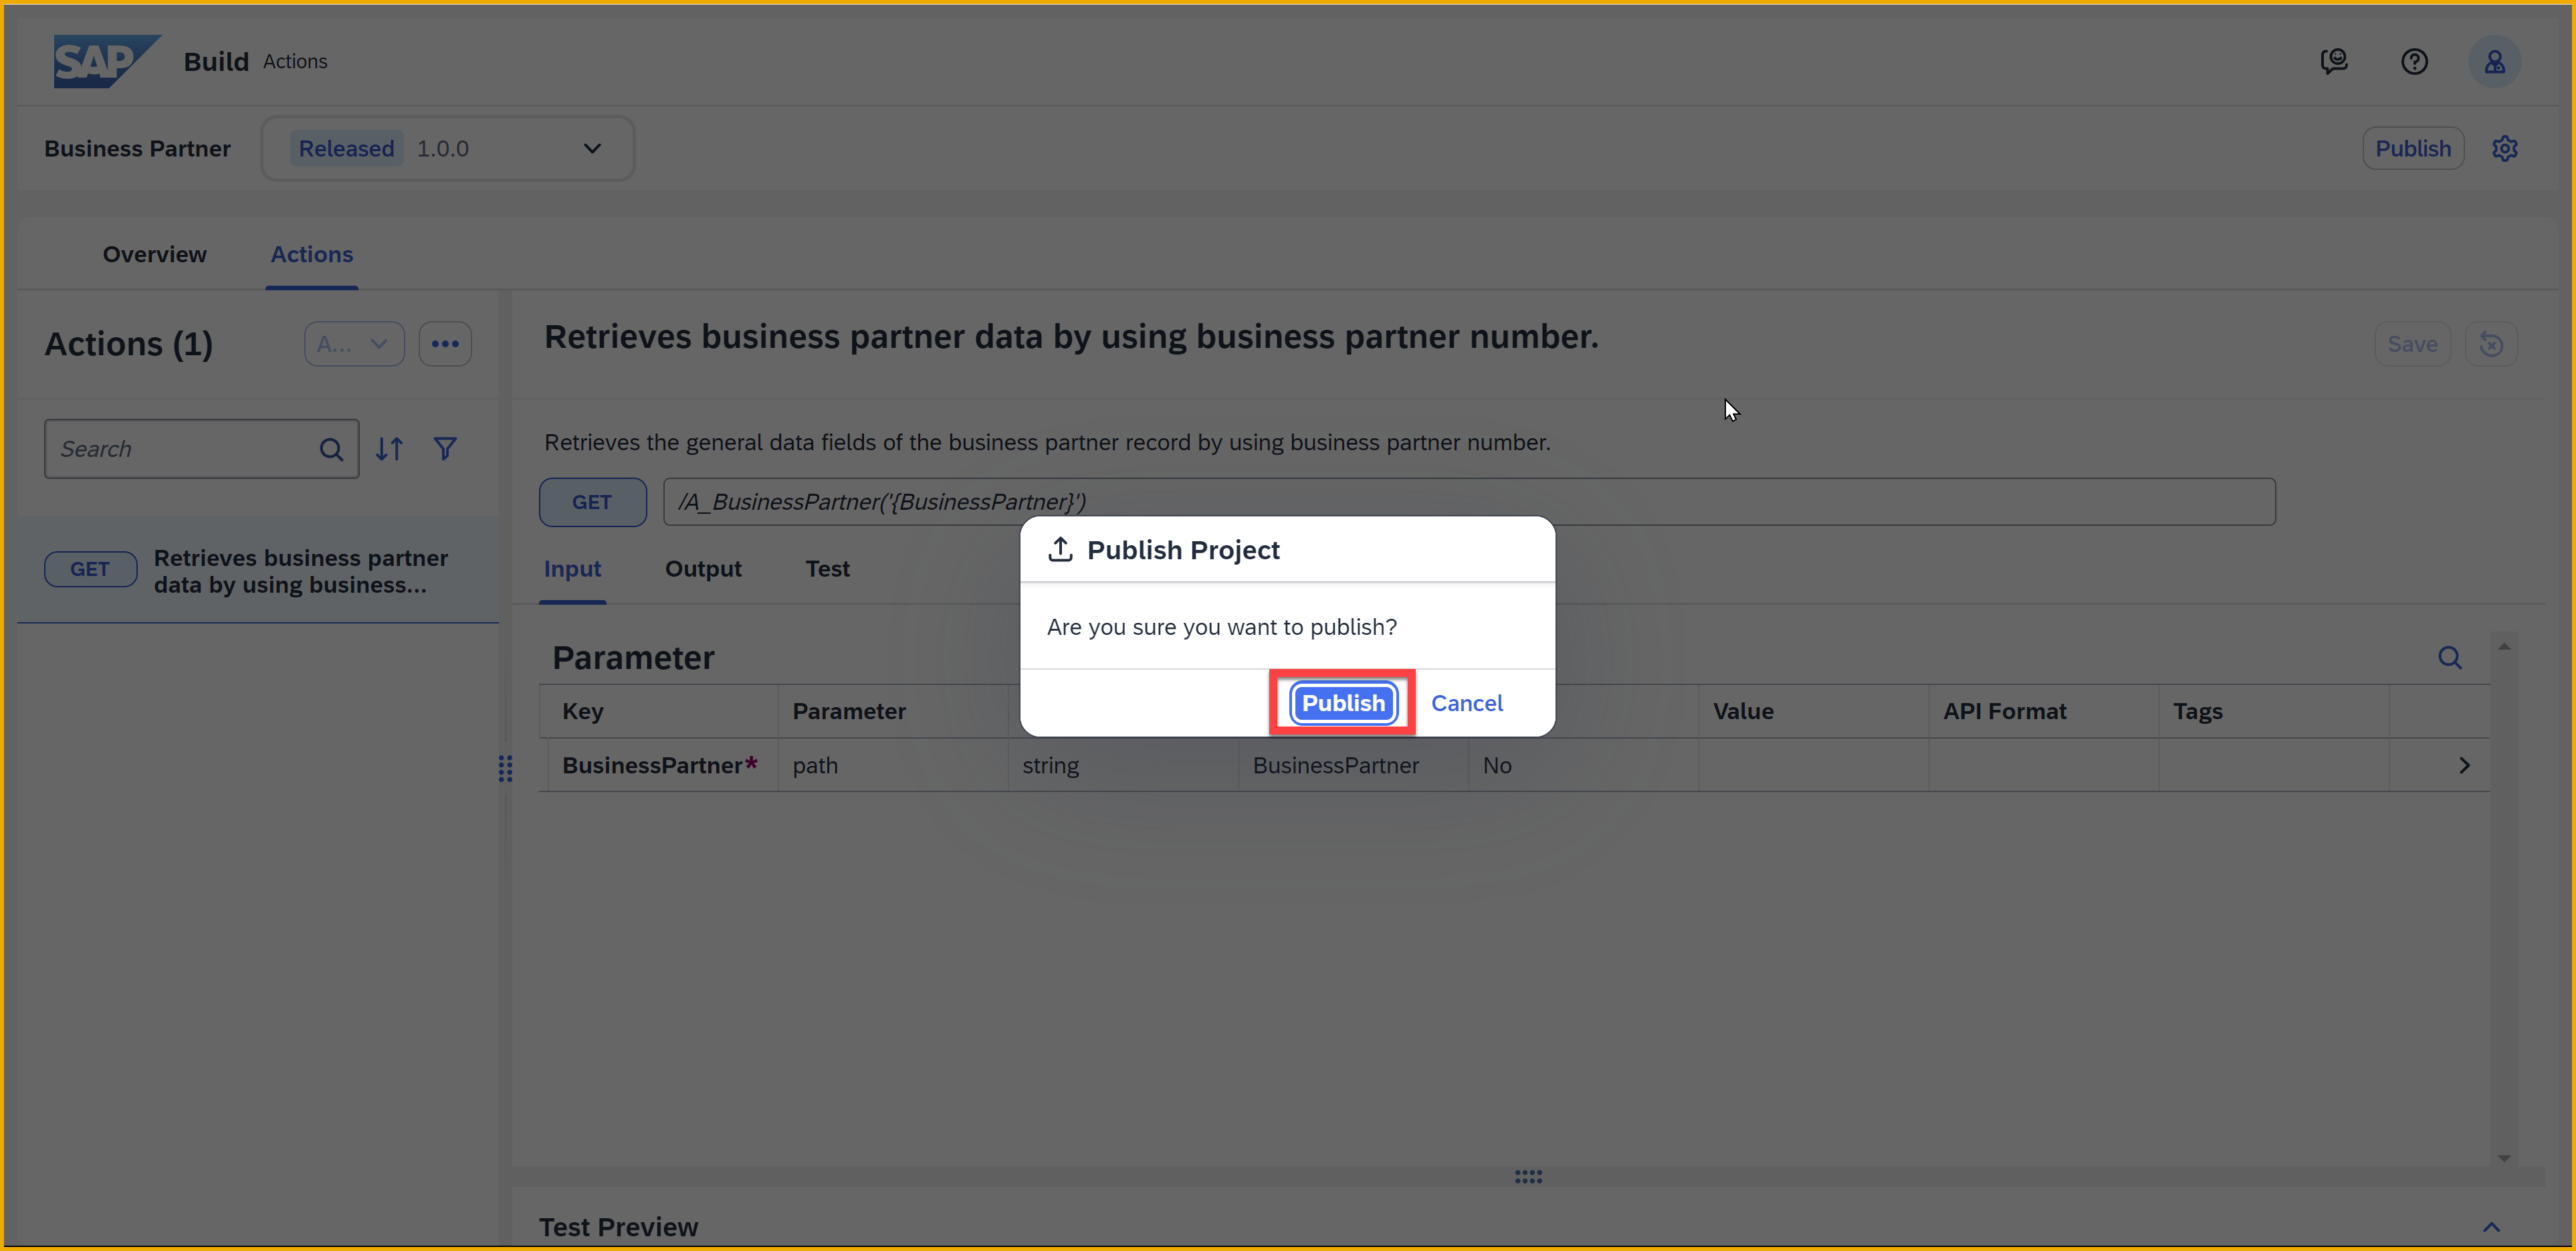 SAP Build Actions
Business Partner Released 1.0.0 Publish
Overview Actions
Actions (1) A...
Search
GET Retrieves business partner
data by using business...
Retrieves business partner data by using business partner number. Save
Retrieves the general data fields of the business partner record by using business partner number.
GET /A_BusinessPartner('{BusinessPartner}')
Input Output Test
Parameter
Key Parameter Value API Format Tags
BusinessPartner* path string BusinessPartner No
Publish Project
Are you sure you want to publish?
Publish Cancel
Test Preview